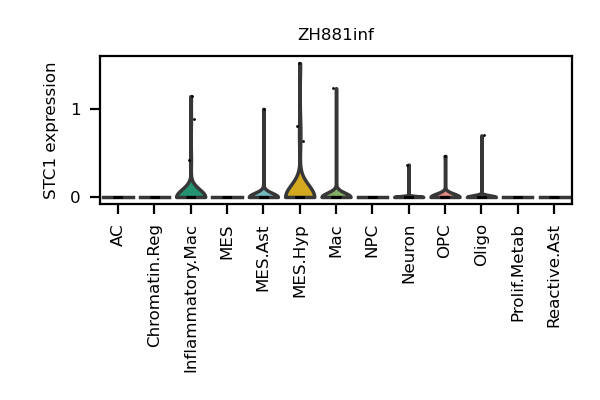 ZH881inf
STC1 expression
1
0
AC
Chromatin.Reg
Inflammatory.Mac
MES
MES.Ast
MES.Hyp
Mac
NPC
Neuron
OPC
Oligo
Prolif.Metab
Reactive.Ast